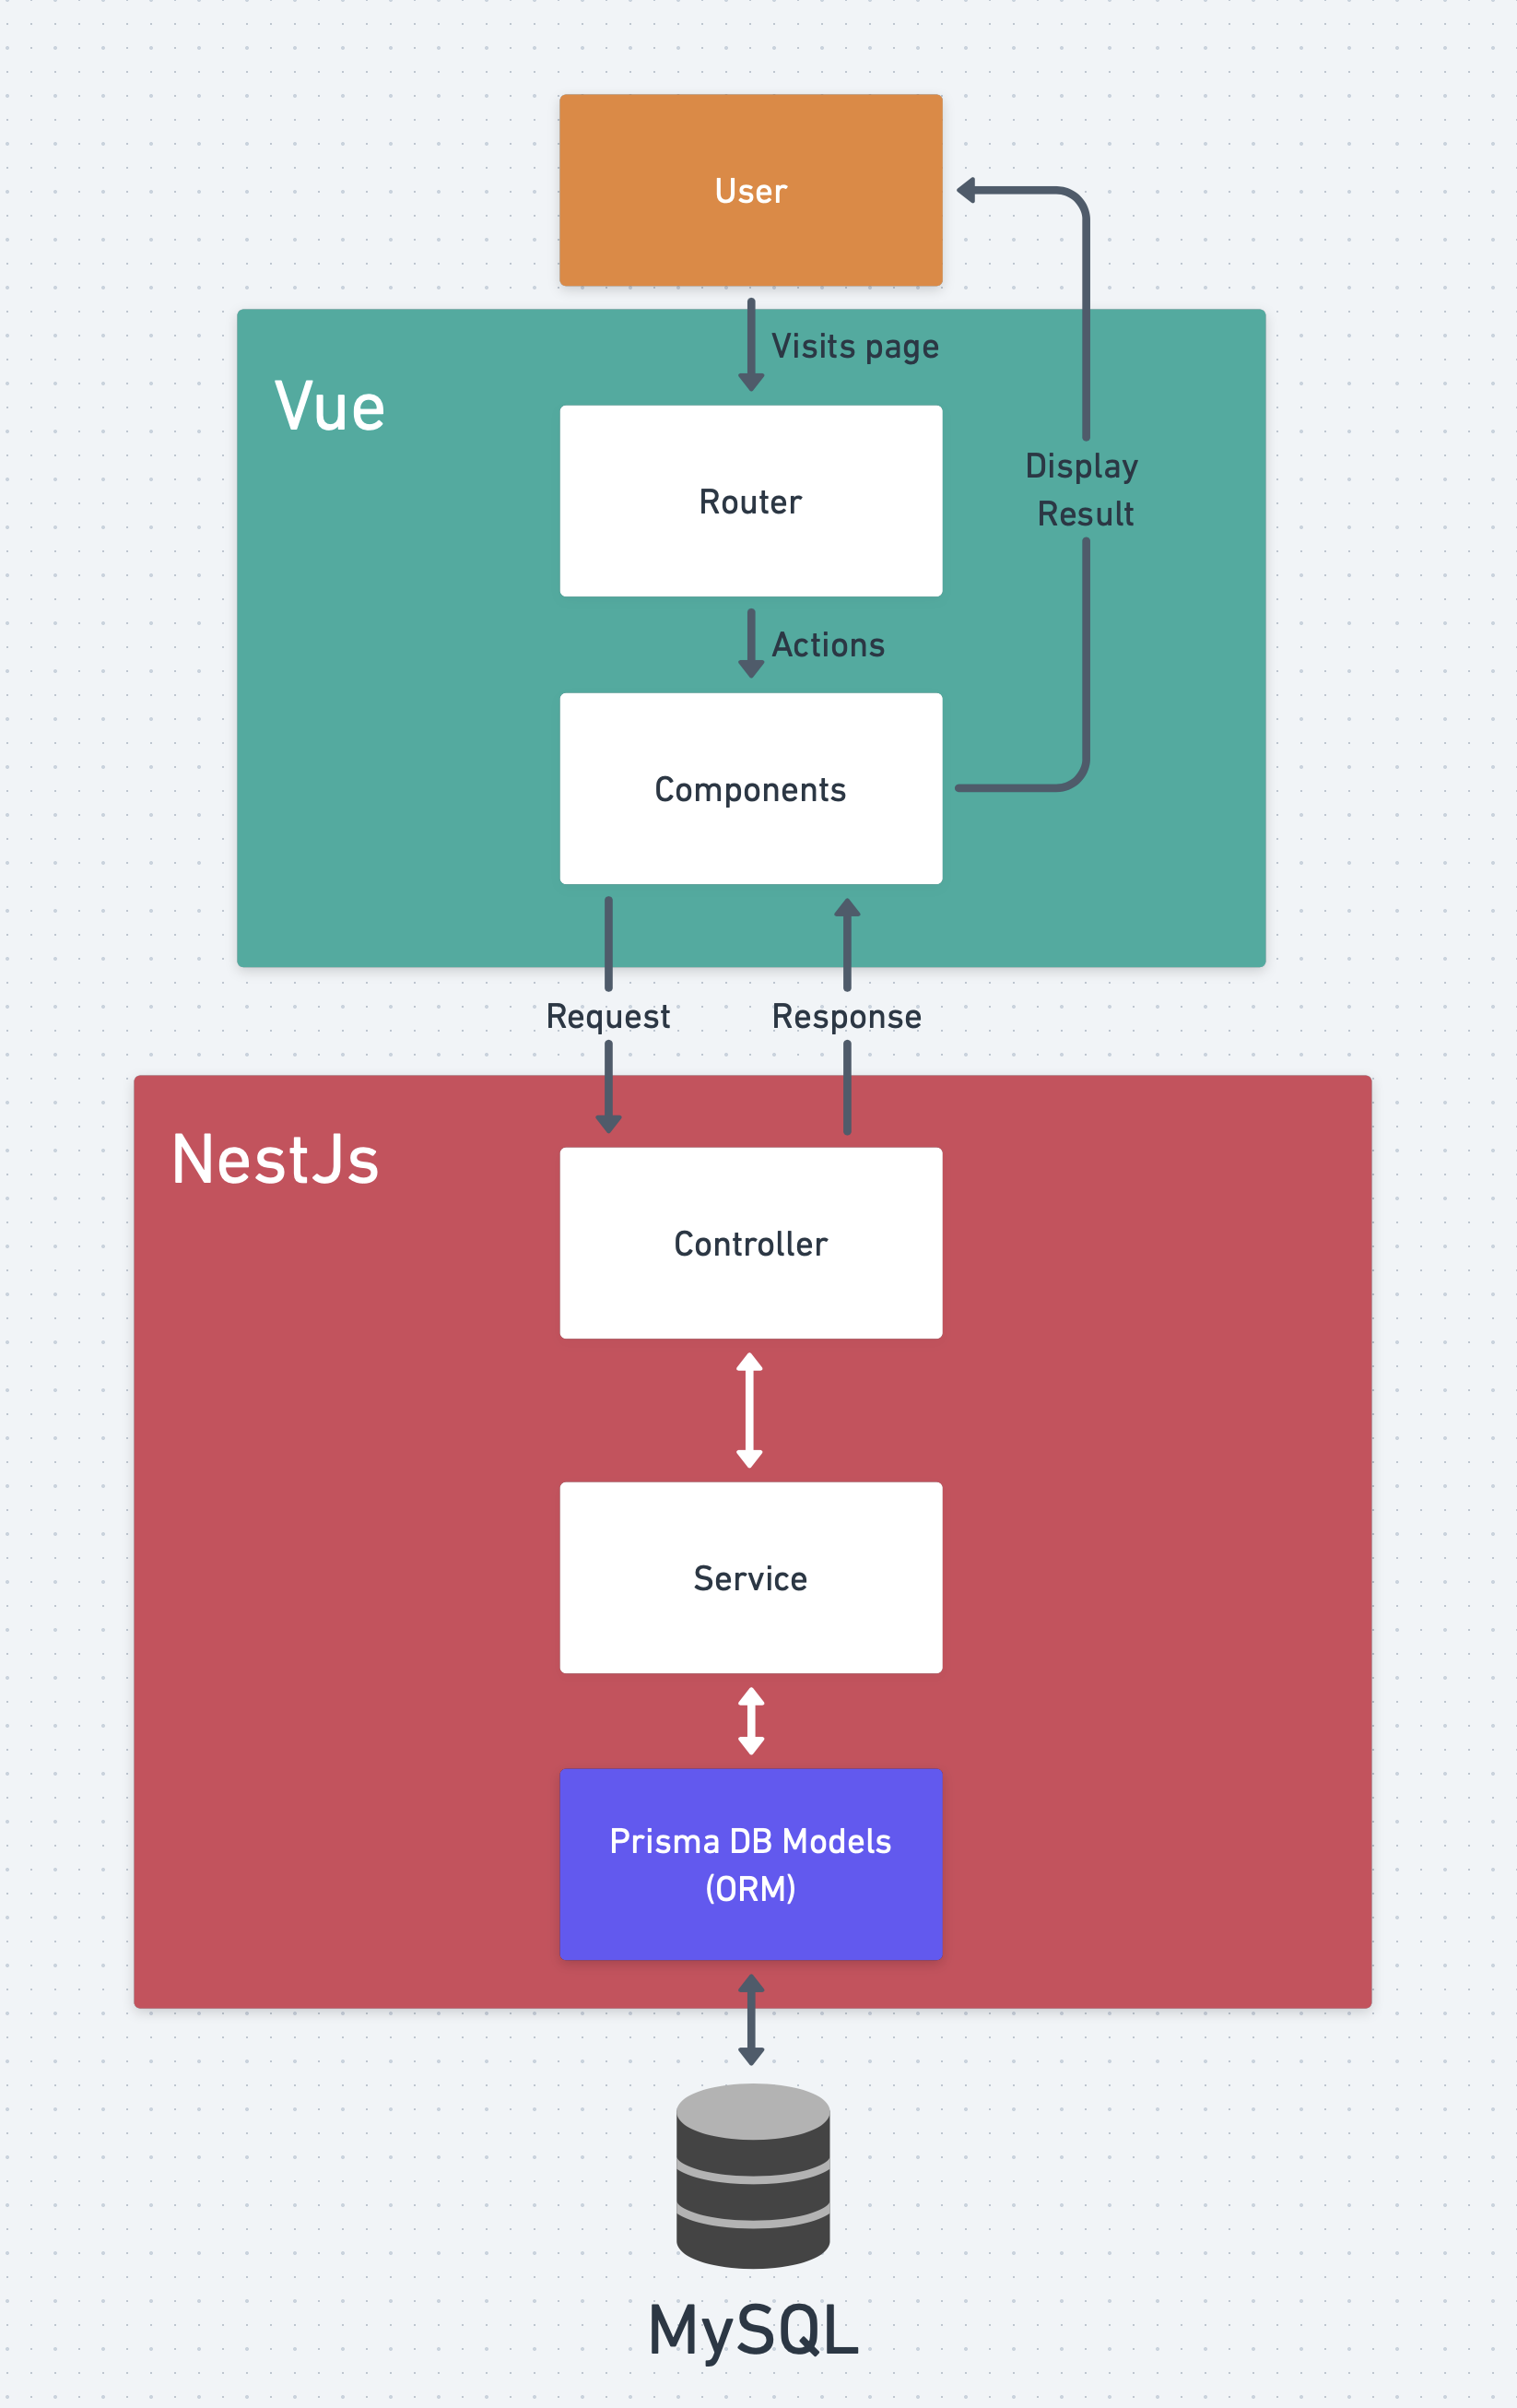 User
Visits page
Vue
Router
Display
Result
Actions
Components
Request
Response
NestJs
Controller
Service
Prisma DB Models
(ORM)
MySQL